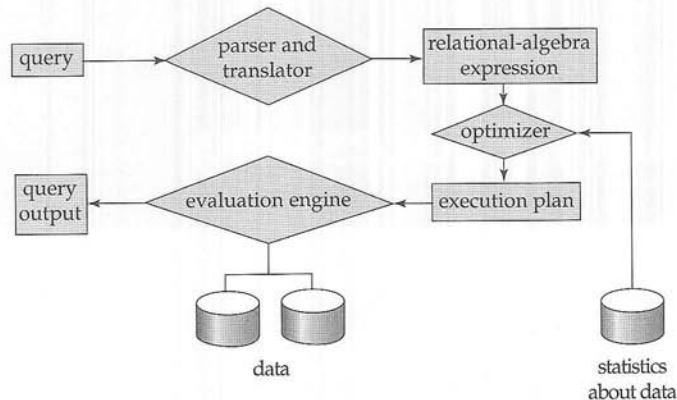 query
parser and
translator
relational-algebra
expression
optimizer
query
output
evaluation engine
execution plan
data
statistics
about data